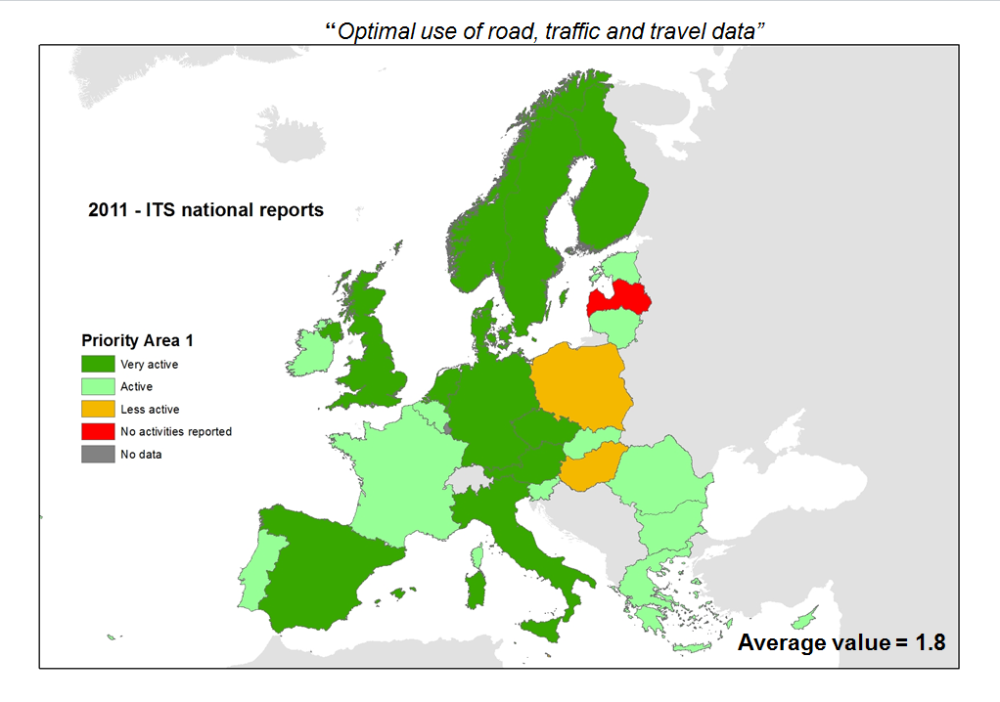 “Optimal use of road, traffic and travel data”
2011 - ITS national reports
Priority Area 1
Very active
Active
Less active
No activities reported
No data
Average value = 1.8